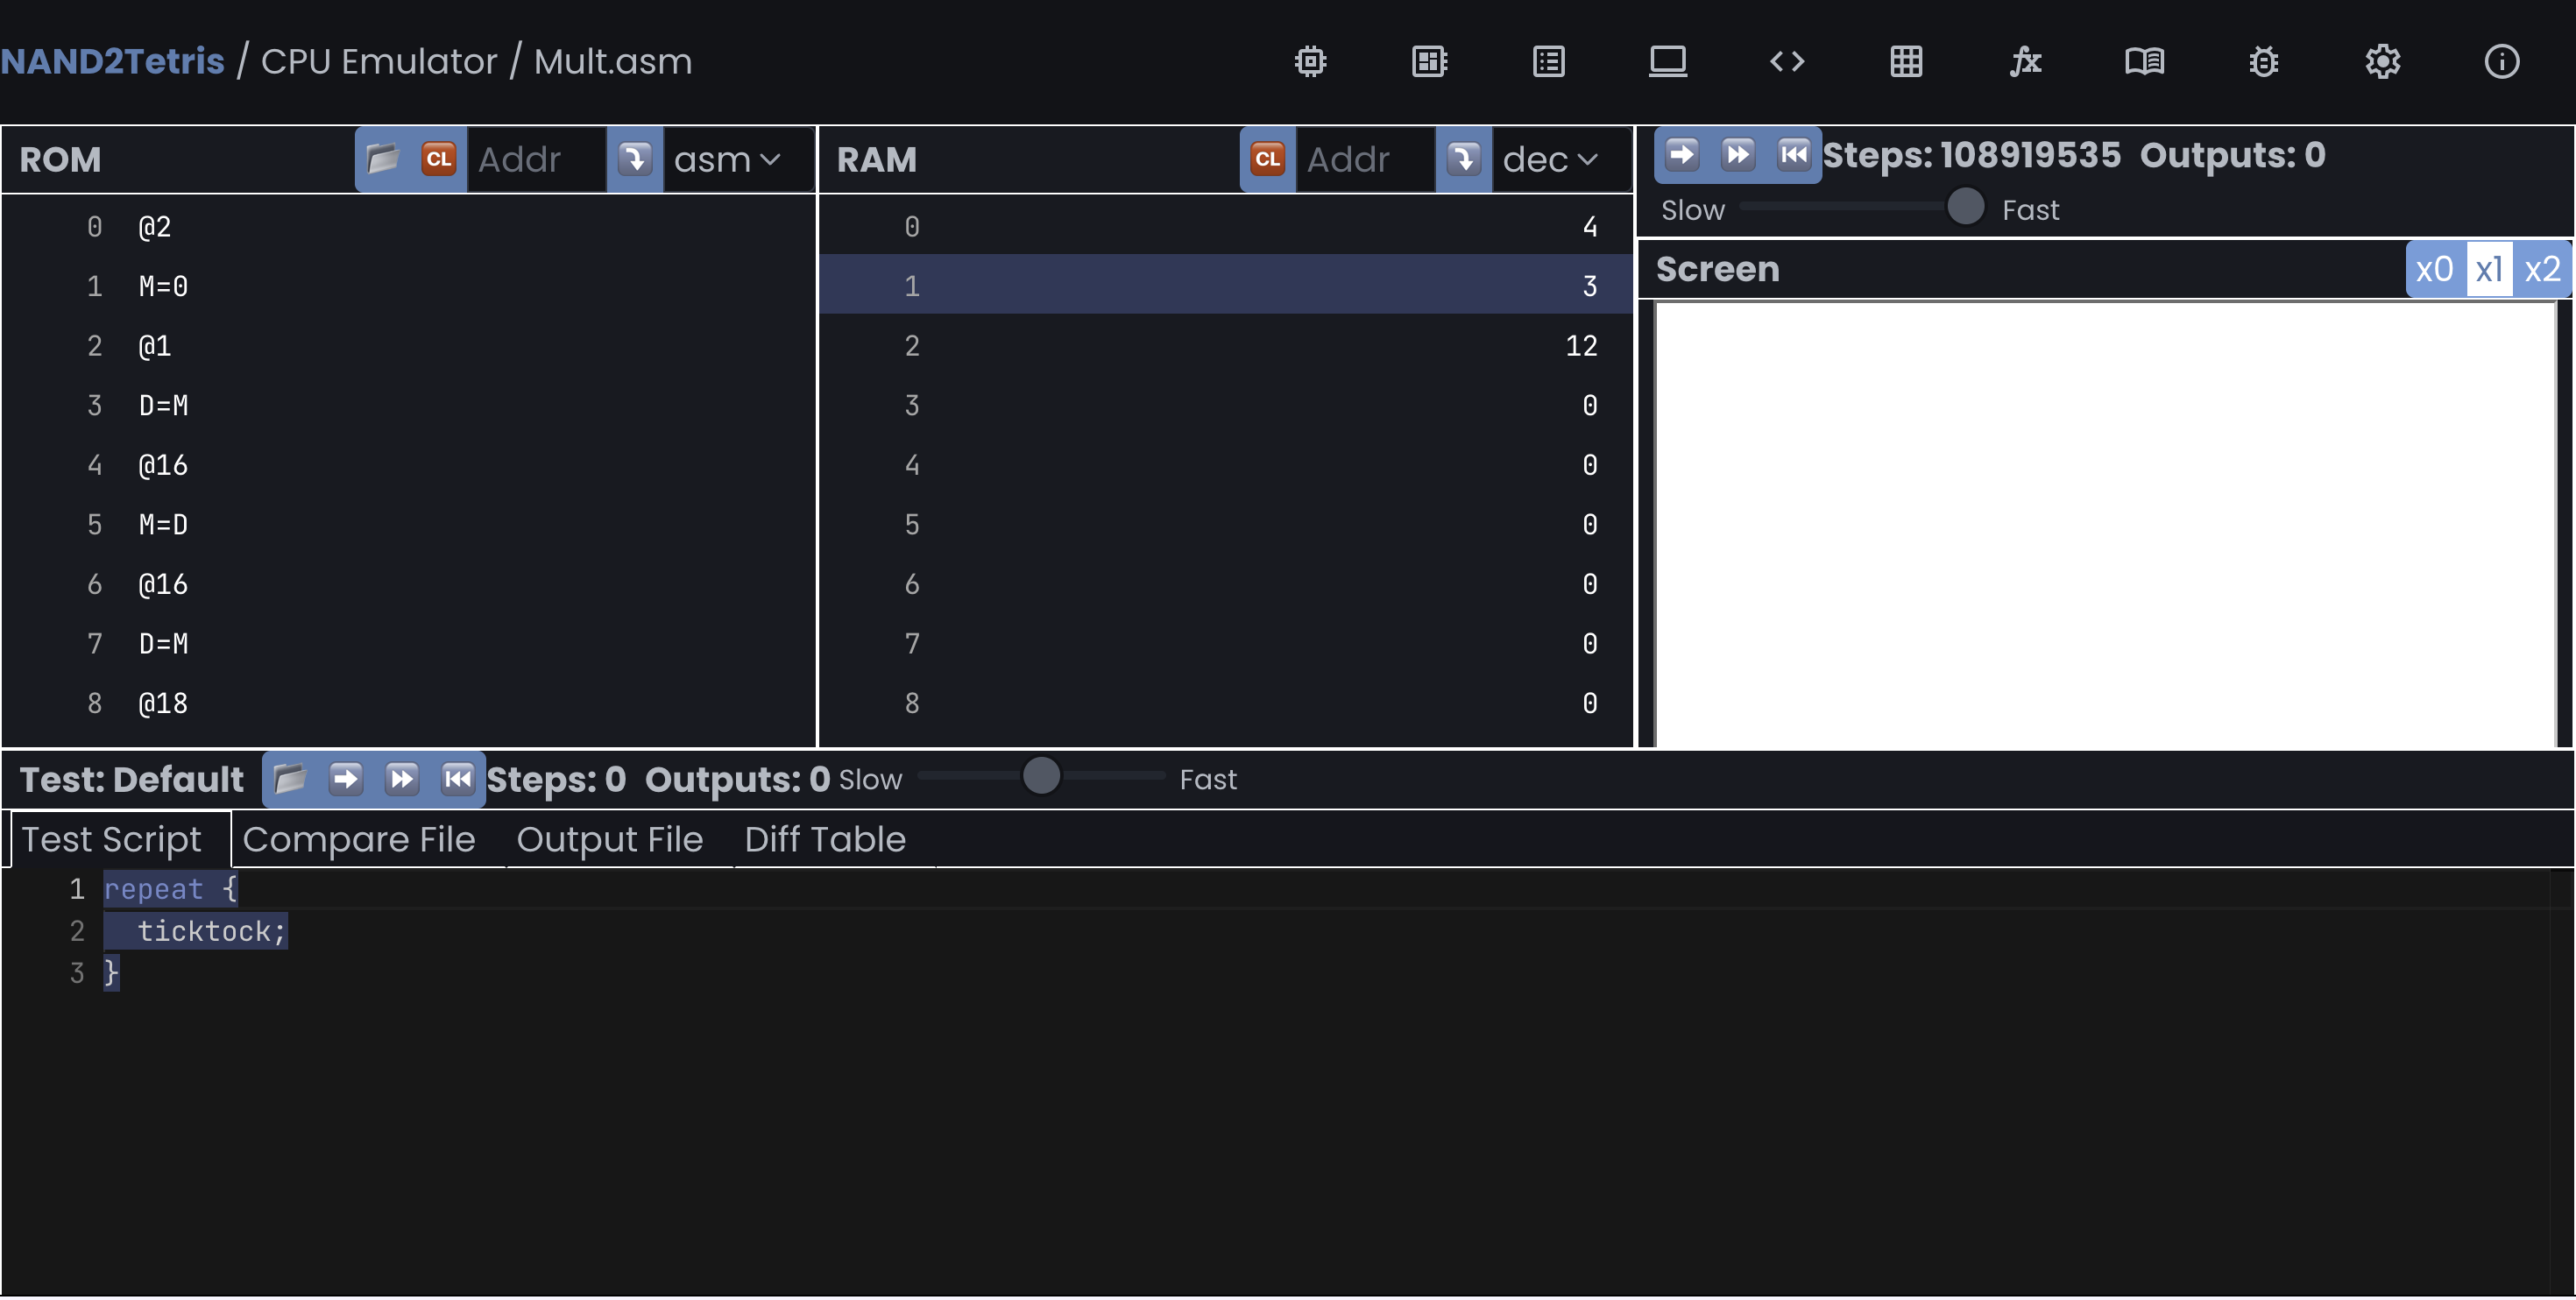 NAND2Tetris / CPU Emulator / Mult.asm
ROM CL Addr asm
0 @2
1 M=0
2 @1
3 D=M
4 @16
5 M=D
6 @16
7 D=M
8 @18
RAM CL Addr dec
0 4
1 3
2 12
3 0
4 0
5 0
6 0
7 0
8 0
Steps: 108919535 Outputs: 0
Slow Fast
Screen x0 x1 x2
Test: Default Steps: 0 Outputs: 0 Slow Fast
Test Script Compare File Output File Diff Table
1 repeat {
2 ticktock;
3 }